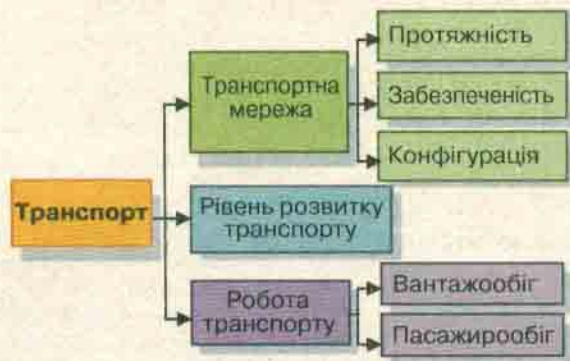 Транспорт
Транспортна
мережа
Протяжність
Забезпеченість
Конфігурація
Рівень розвитку
транспорту
Робота
транспорту
Вантажообіг
Пасажирообіг